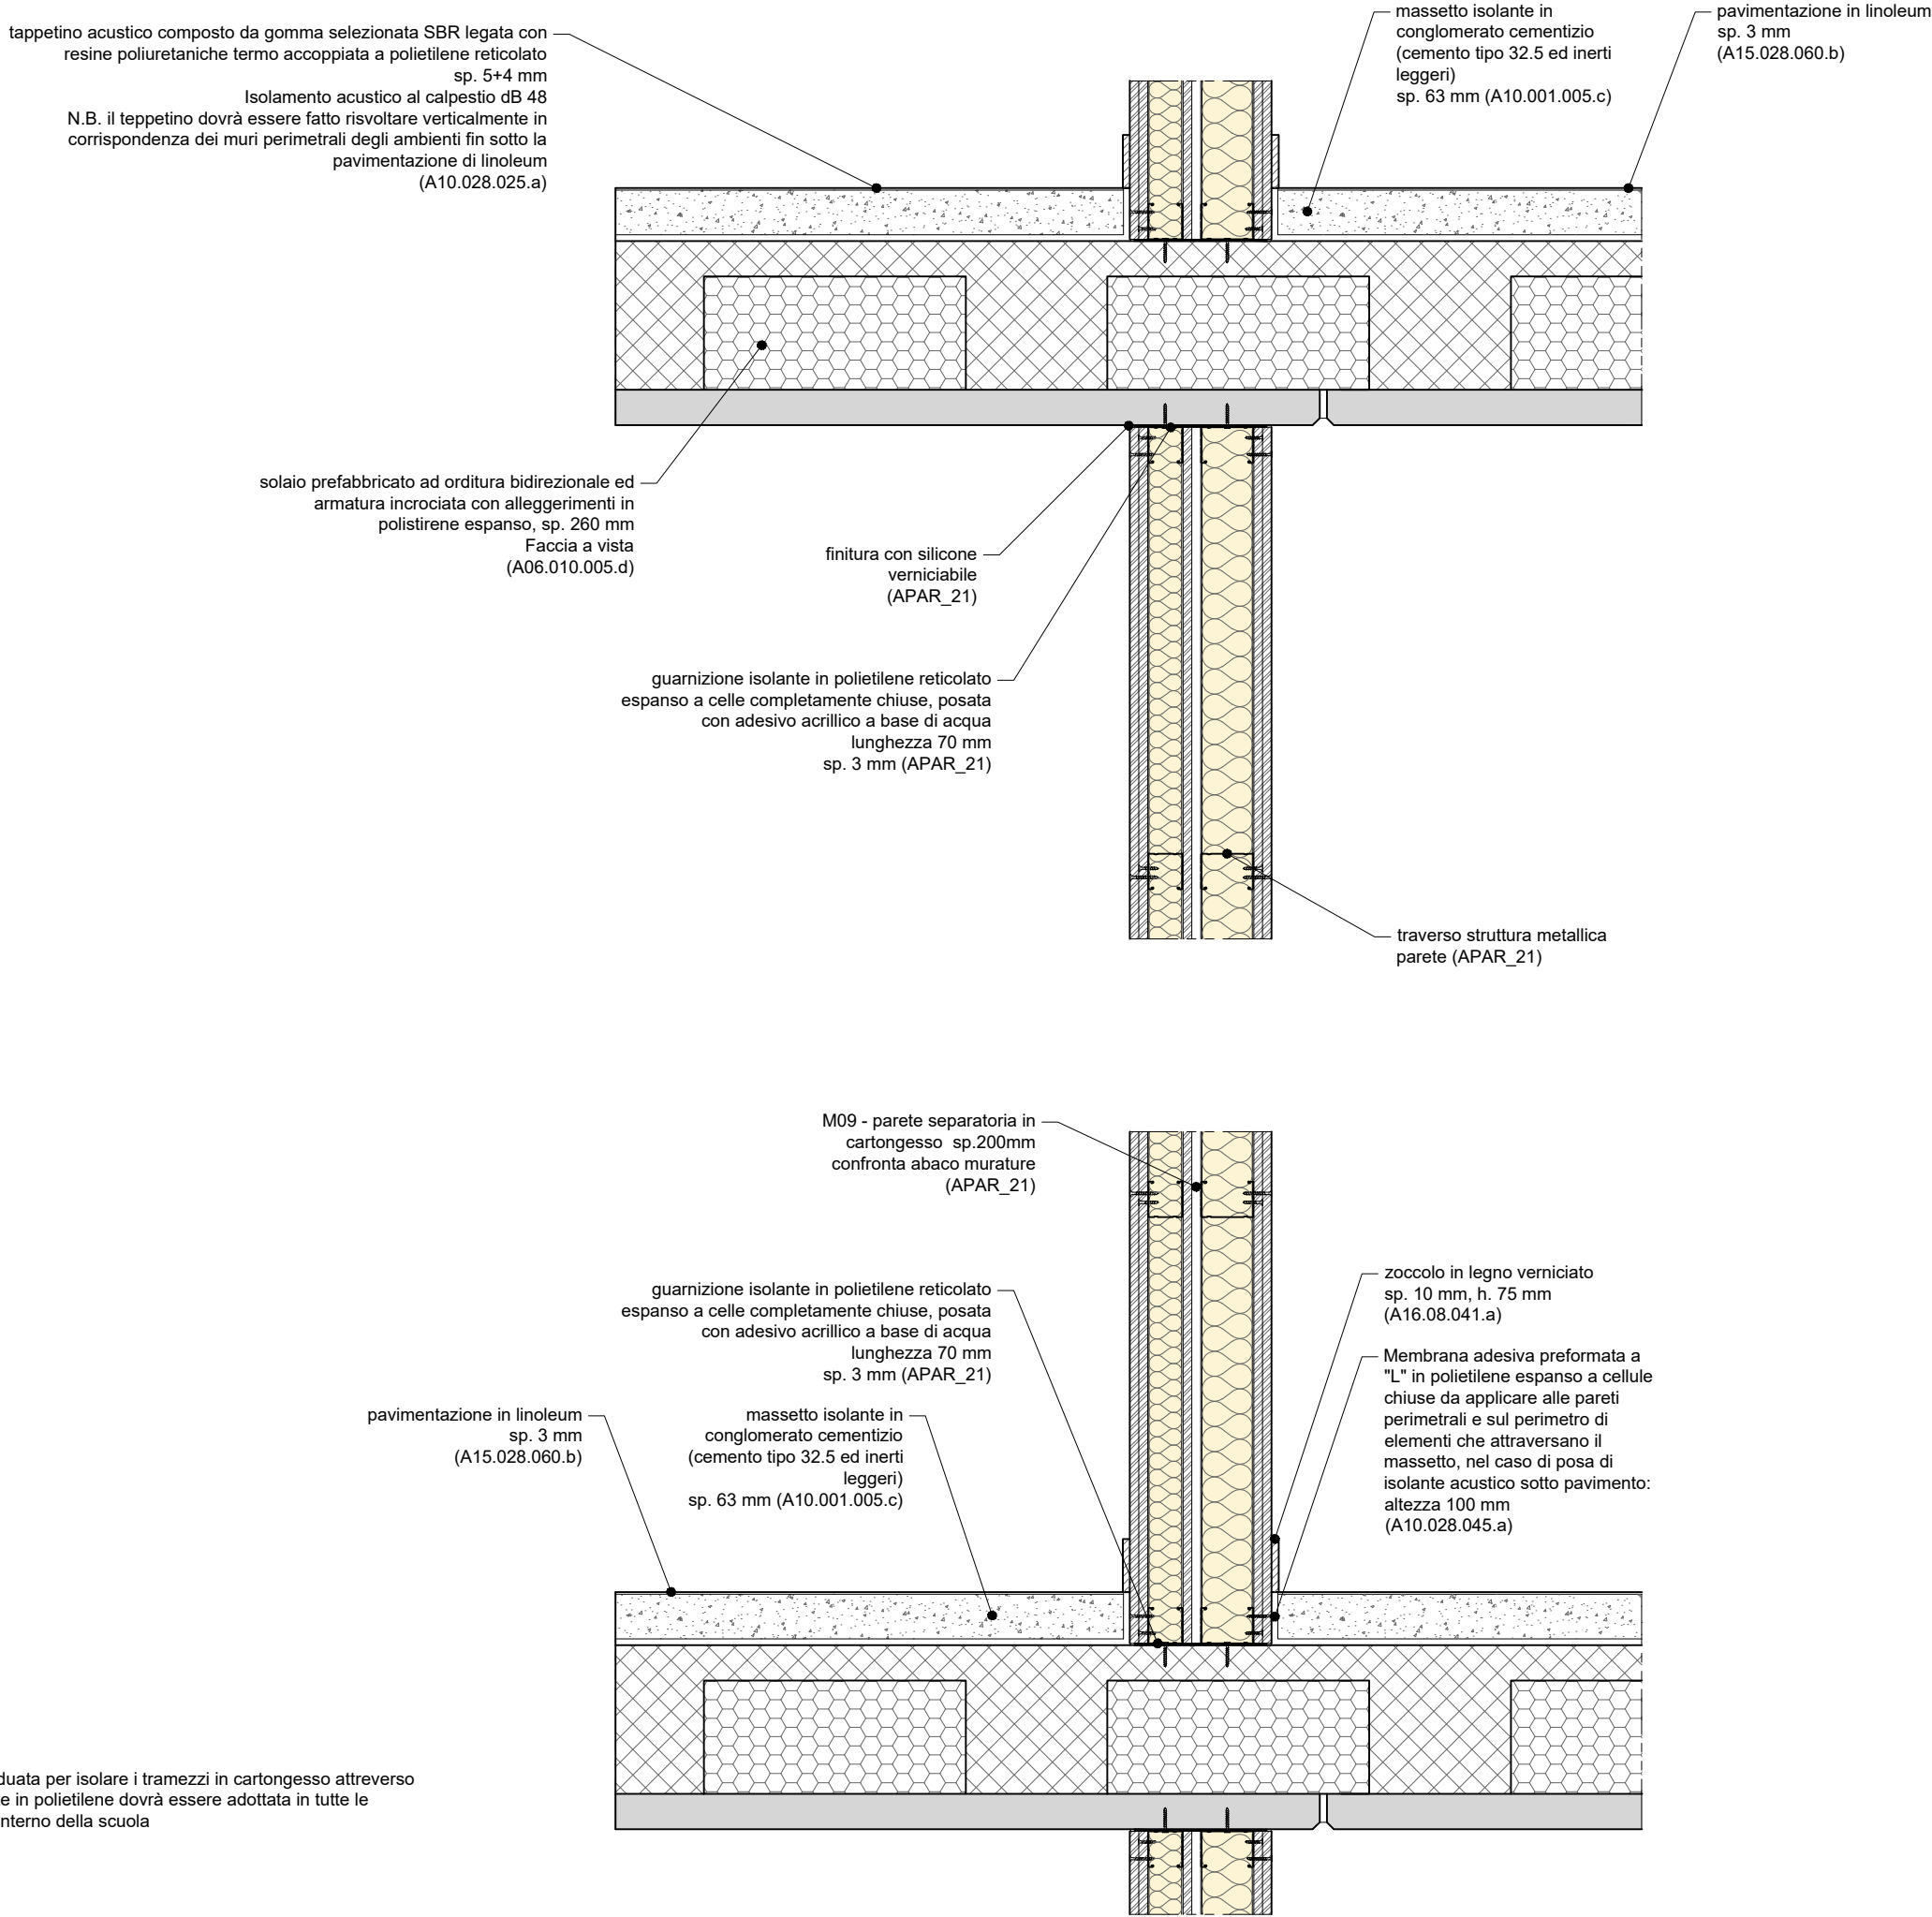 tappetino acustico composto da gomma selezionata SBR legata con
resine poliuretaniche termo accoppiata a polietilene reticolato
sp. 5+4 mm
Isolamento acustico al calpestio dB 48
N.B. il teppetino dovrà essere fatto risvoltare verticalmente in
corrispondenza dei muri perimetrali degli ambienti fin sotto la
pavimentazione di linoleum
(A10.028.025.a)
massetto isolante in
conglomerato cementizio
(cemento tipo 32.5 ed inerti
leggeri)
sp. 63 mm (A10.001.005.c)
pavimentazione in linoleum
sp. 3 mm
(A15.028.060.b)
solaio prefabbricato ad orditura bidirezionale ed
armatura incrociata con alleggerimenti in
polistirene espanso, sp. 260 mm
Faccia a vista
(A06.010.005.d)
finitura con silicone
verniciabile
(APAR_21)
guarnizione isolante in polietilene reticolato
espanso a celle completamente chiuse, posata
con adesivo acrillico a base di acqua
lunghezza 70 mm
sp. 3 mm (APAR_21)
traverso struttura metallica
parete (APAR_21)
M09 - parete separatoria in
cartongesso sp.200mm
confronta abaco murature
(APAR_21)
guarnizione isolante in polietilene reticolato
espanso a celle completamente chiuse, posata
con adesivo acrillico a base di acqua
lunghezza 70 mm
sp. 3 mm (APAR_21)
zoccolo in legno verniciato
sp. 10 mm, h. 75 mm
(A16.08.041.a)
Membrana adesiva preformata a
"L" in polietilene espanso a cellule
chiuse da applicare alle pareti
perimetrali e sul perimetro di
elementi che attraversano il
massetto, nel caso di posa di
isolante acustico sotto pavimento:
altezza 100 mm
(A10.028.045.a)
pavimentazione in linoleum
sp. 3 mm
(A15.028.060.b)
massetto isolante in
conglomerato cementizio
(cemento tipo 32.5 ed inerti
leggeri)
sp. 63 mm (A10.001.005.c)
duata per isolare i tramezzi in cartongesso attreverso
e in polietilene dovrà essere adottata in tutte le
nterno della scuola